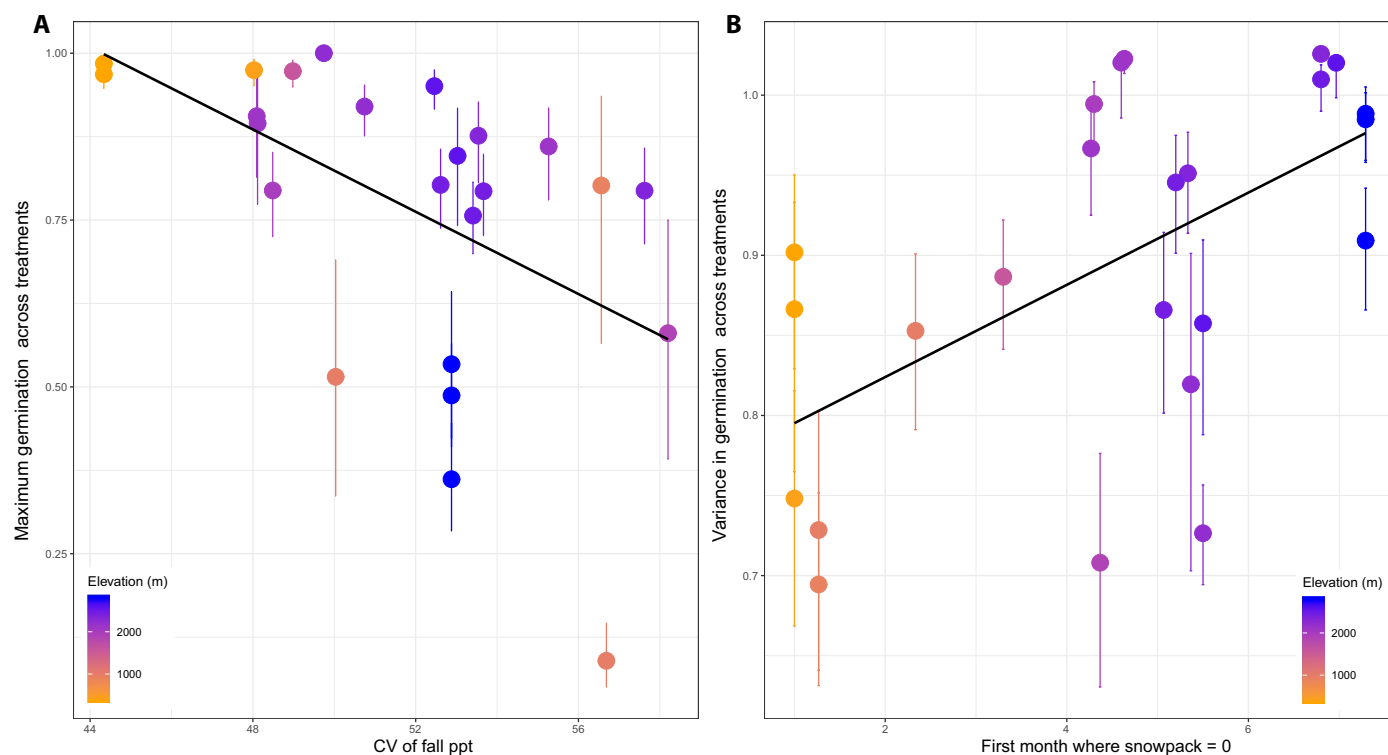 A
Maximum germination across treatments
1.00
0.75
0.50
0.25
Elevation (m)
2000
1000
44
48
52
56
CV of fall ppt
B
Variance in germination across treatments
1.0
0.9
0.8
0.7
Elevation (m)
2000
1000
2
4
6
First month where snowpack = 0